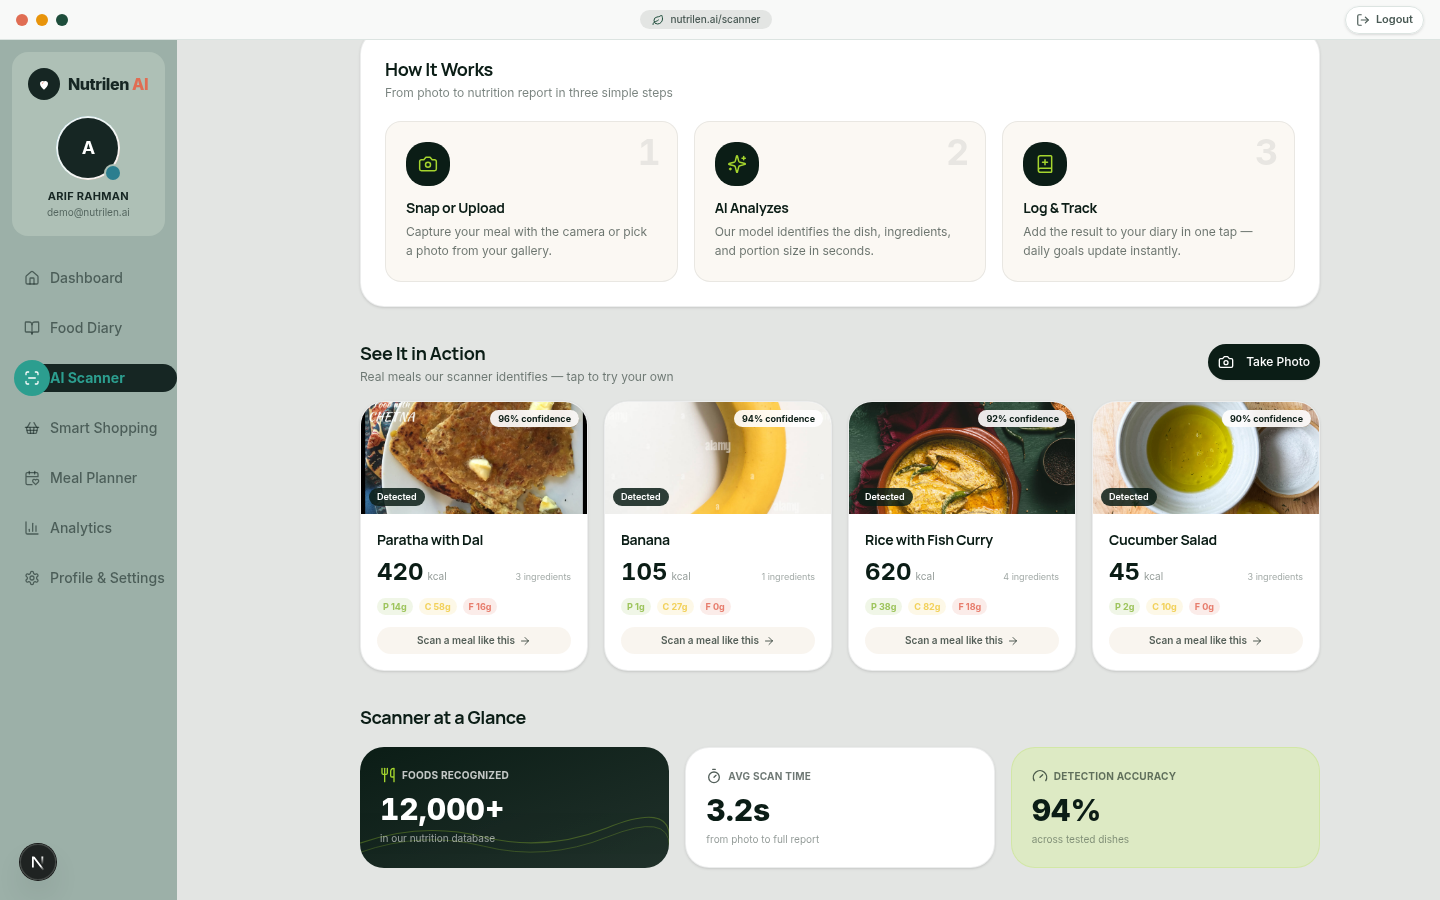 nutrilen.ai/scanner
Logout
Nutrilen AI
A
ARIF RAHMAN
demo@nutrilen.ai
Dashboard
Food Diary
AI Scanner
Smart Shopping
Meal Planner
Analytics
Profile & Settings
N
How It Works
From photo to nutrition report in three simple steps
1
Snap or Upload
Capture your meal with the camera or pick
a photo from your gallery.
2
AI Analyzes
Our model identifies the dish, ingredients,
and portion size in seconds.
3
Log & Track
Add the result to your diary in one tap —
daily goals update instantly.
See It in Action
Real meals our scanner identifies — tap to try your own
Take Photo
CHETNA
96% confidence
Detected
Paratha with Dal
420 kcal
3 ingredients
P 14g C 58g F 16g
Scan a meal like this →
94% confidence
alamy
a
a
Detected
Banana
105 kcal
1 ingredients
P 1g C 27g F 0g
Scan a meal like this →
92% confidence
Detected
Rice with Fish Curry
620 kcal
4 ingredients
P 38g C 82g F 18g
Scan a meal like this →
90% confidence
Detected
Cucumber Salad
45 kcal
3 ingredients
P 2g C 10g F 0g
Scan a meal like this →
Scanner at a Glance
FOODS RECOGNIZED
12,000+
in our nutrition database
AVG SCAN TIME
3.2s
from photo to full report
DETECTION ACCURACY
94%
across tested dishes